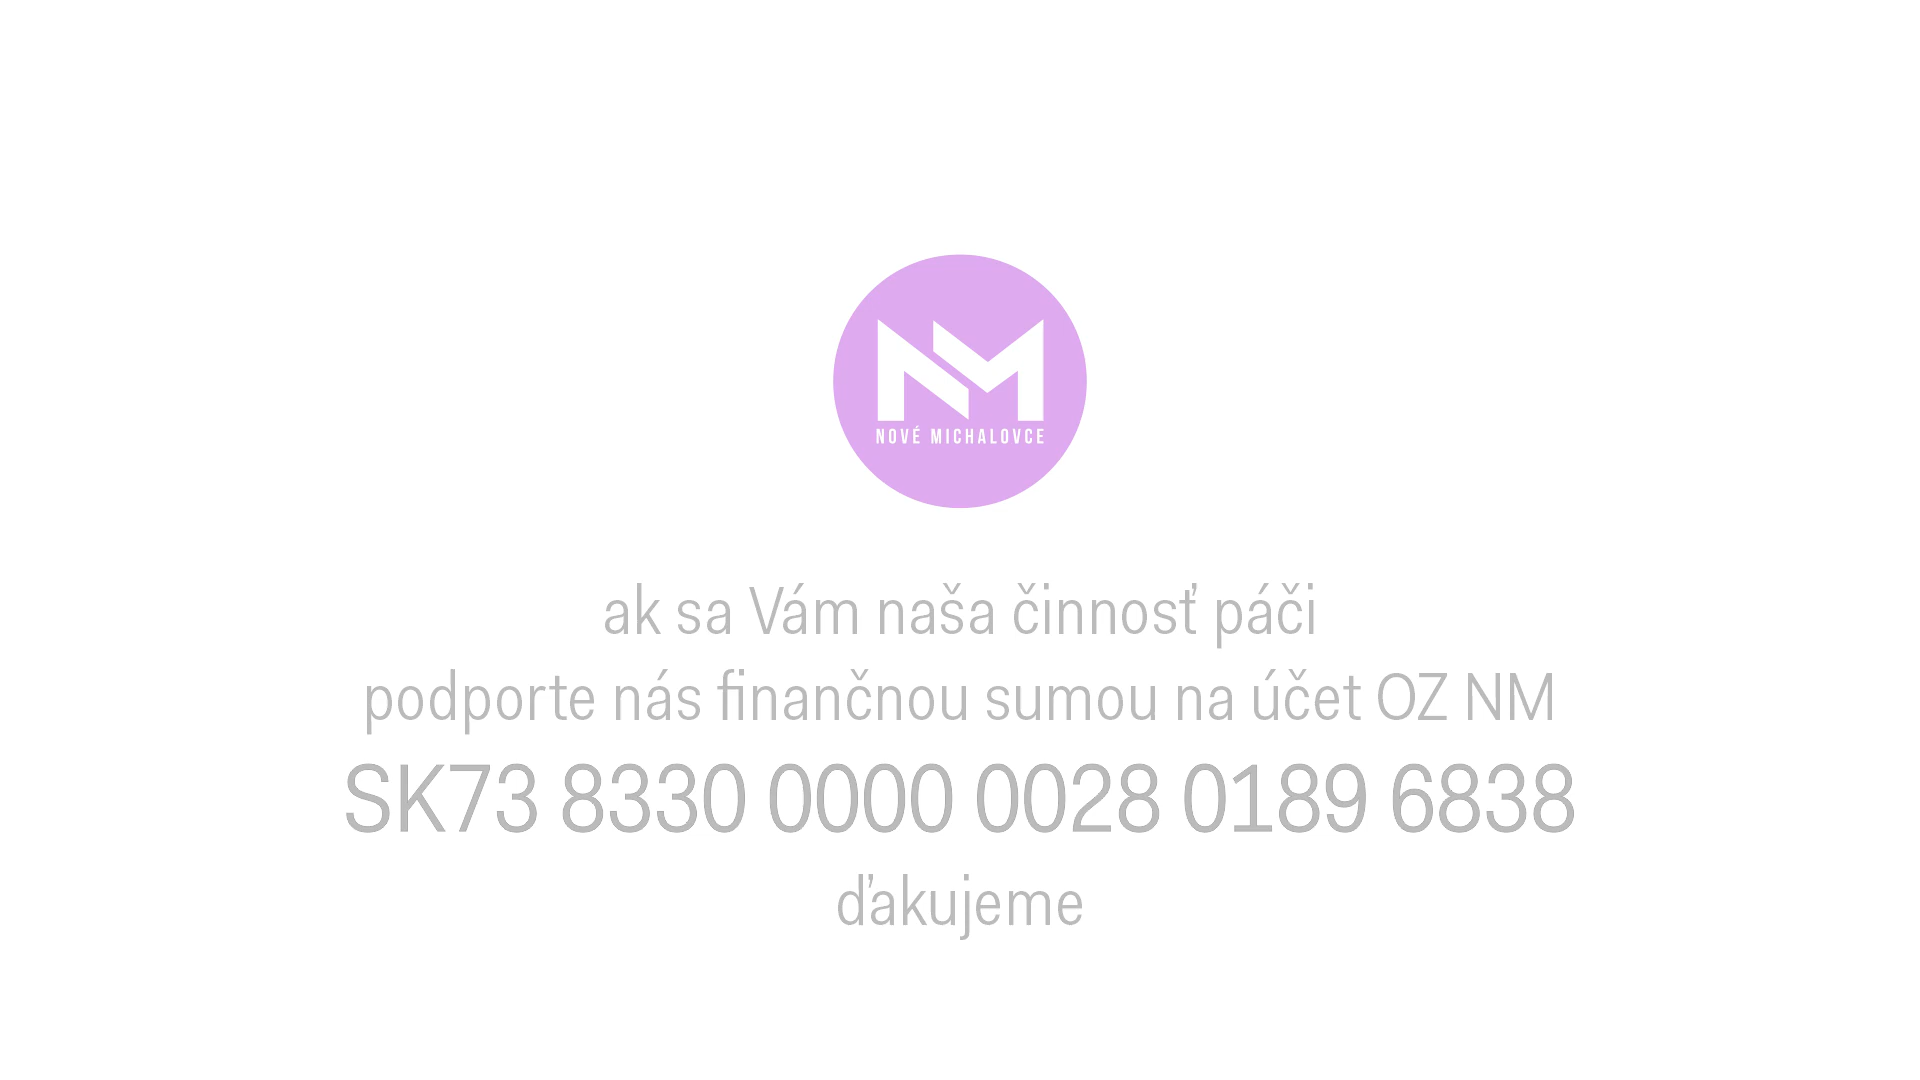 NM
NOVÉ MICHALOVCE
ak sa Vám naša činnosť páči
podporte nás finančnou sumou na účet OZ NM
SK73 8330 0000 0028 0189 6838
ďakujeme